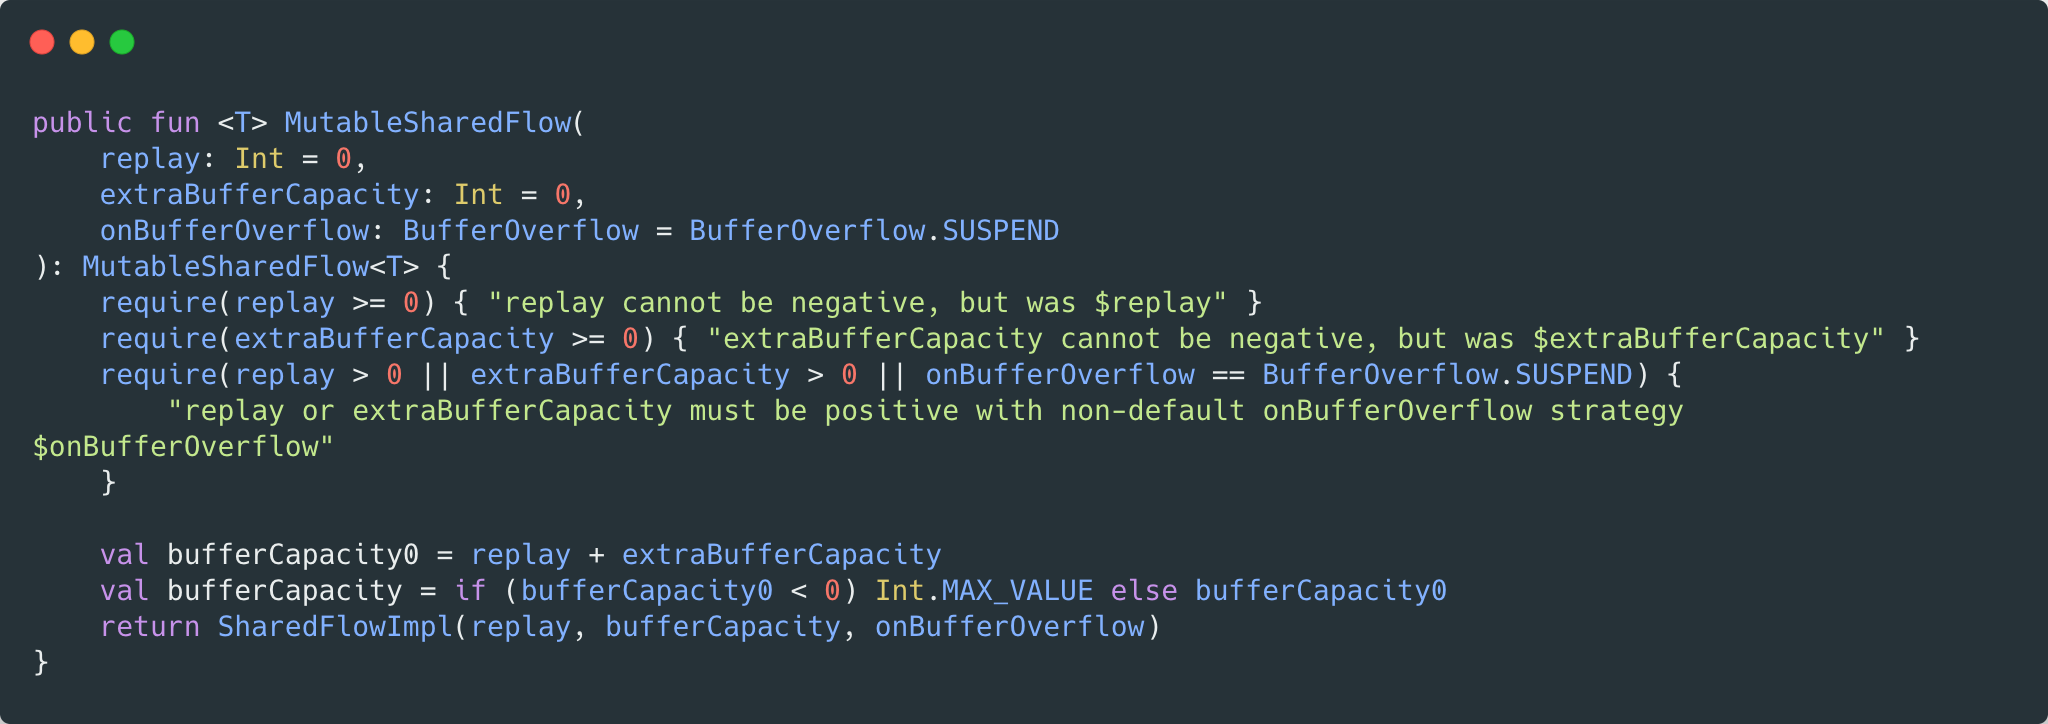 public fun <T> MutableSharedFlow(
    replay: Int = 0,
    extraBufferCapacity: Int = 0,
    onBufferOverflow: BufferOverflow = BufferOverflow.SUSPEND
): MutableSharedFlow<T> {
    require(replay >= 0) { "replay cannot be negative, but was $replay" }
    require(extraBufferCapacity >= 0) { "extraBufferCapacity cannot be negative, but was $extraBufferCapacity" }
    require(replay > 0 || extraBufferCapacity > 0 || onBufferOverflow == BufferOverflow.SUSPEND) {
        "replay or extraBufferCapacity must be positive with non-default onBufferOverflow strategy
$onBufferOverflow"
    }

    val bufferCapacity0 = replay + extraBufferCapacity
    val bufferCapacity = if (bufferCapacity0 < 0) Int.MAX_VALUE else bufferCapacity0
    return SharedFlowImpl(replay, bufferCapacity, onBufferOverflow)
}